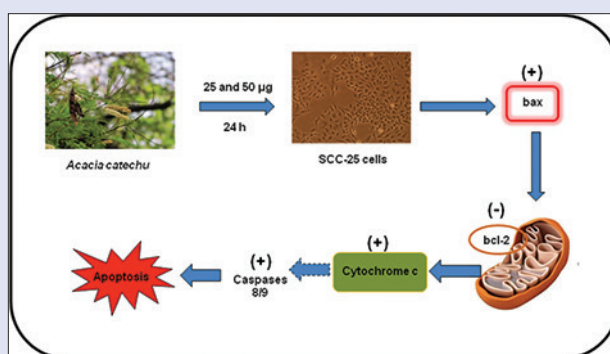 25 and 50 µg
24 h
Acacia catechu
SCC-25 cells
(+)
bax
(-)
bcl-2
(+)
Cytochrome c
(+)
Caspases
8/9
Apoptosis